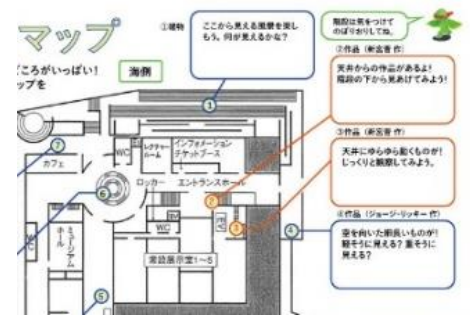 マップ
ころがいっぱい！
ップを
海側
①建物
ここから見える風景を楽し
もう。何が見えるかな？
階段は気をつけて
のぼりおりしてね。
②作品（新宮晋 作）
天井からの作品があるよ！
階段の下から見あげてみよう！
③作品（新宮晋 作）
天井にゆらゆら動くものが！
じっくりと観察してみよう。
④作品（ジョージ・リッキー 作）
空を向いた細長いものが！
軽そうに見える？重そうに
見える？
①
⑦
カフェ
WC
レクチャー
ルーム
インフォメーション
チケットブース
ロッカー
エントランスホール
⑥
②
③
④
EV
WC
EV
ミュージアム
ホール
常設展示室1～5
WC
⑤